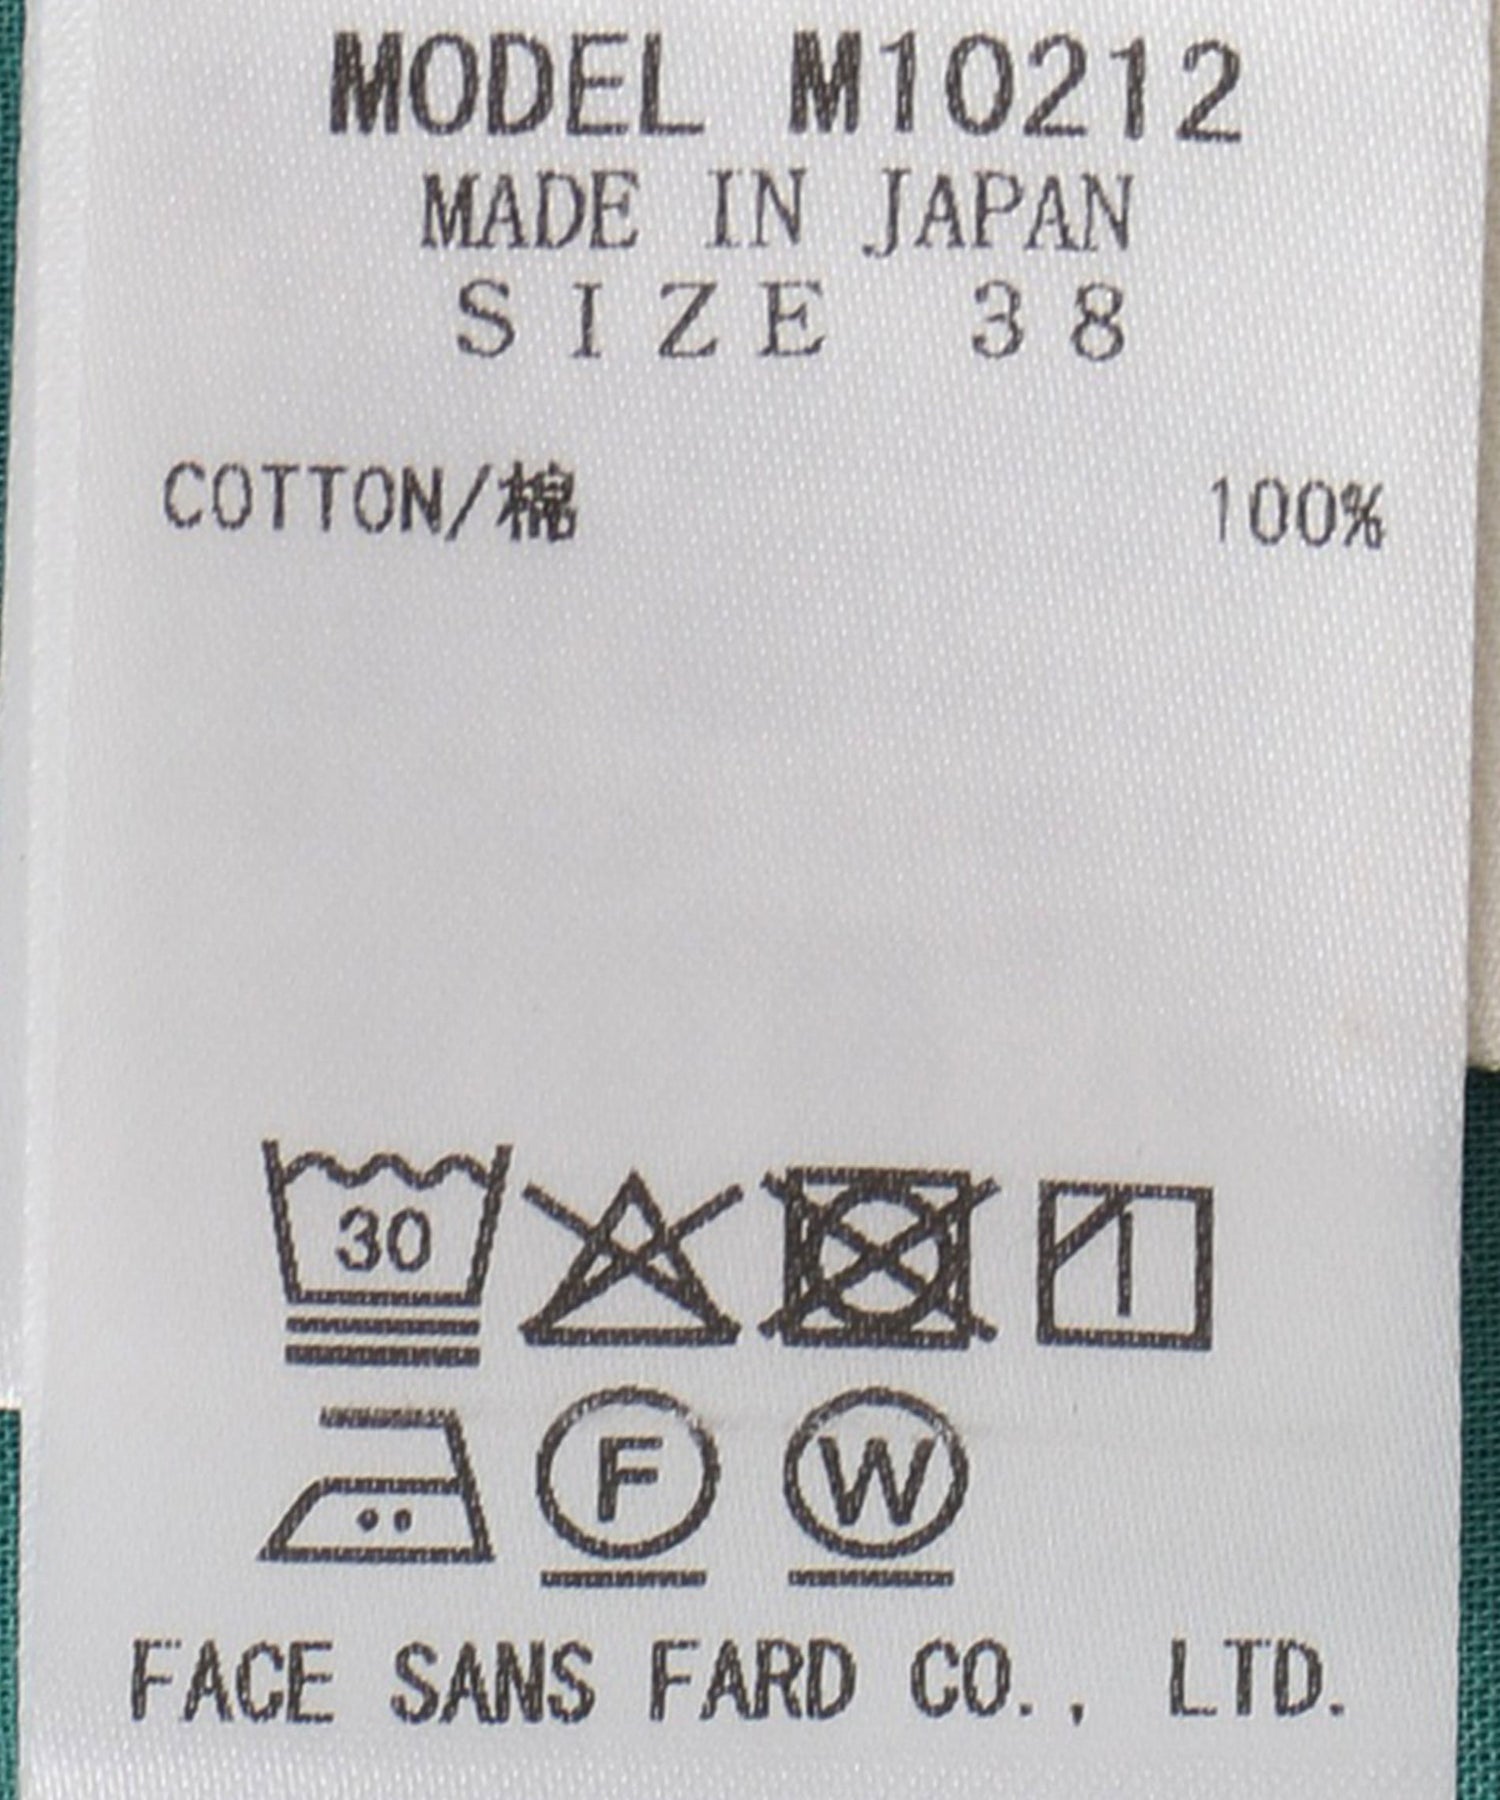 MODEL M10212
MADE IN JAPAN
SIZE 38
COTTON/棉 100%
30
F W
FACE SANS FARD CO., LTD.